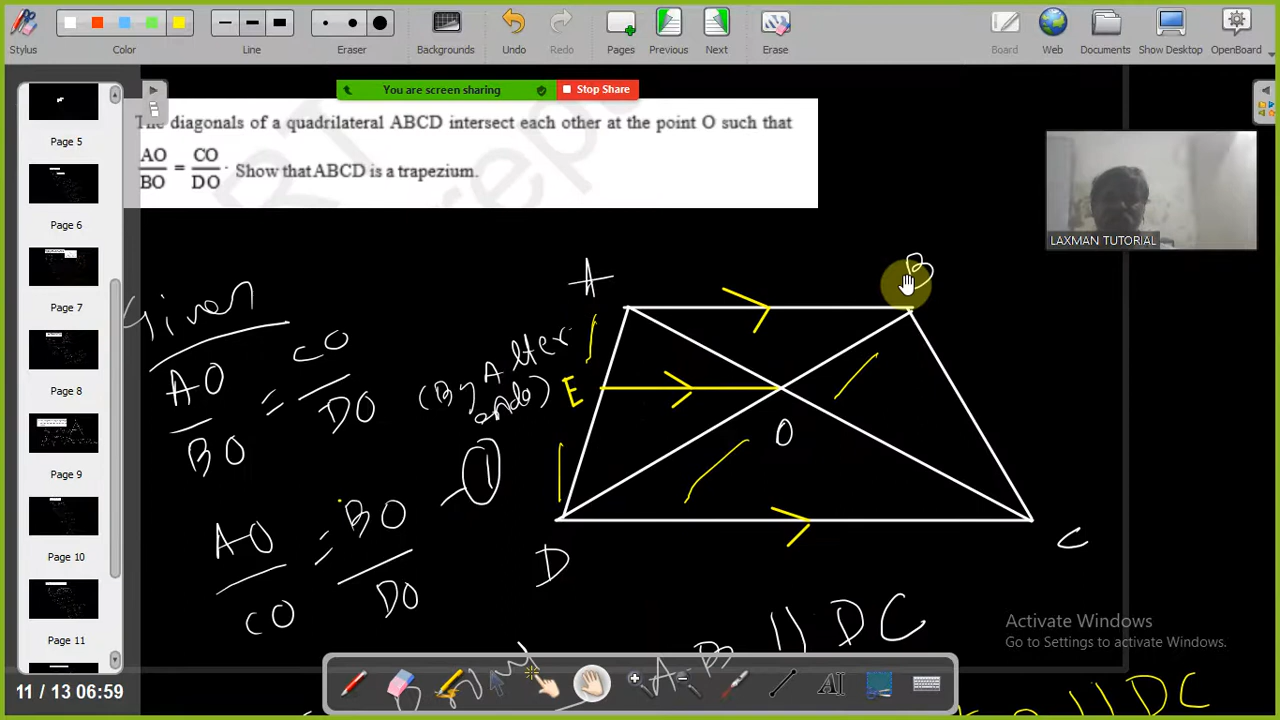 Stylus
Color
Line
Eraser
Backgrounds
Undo
Redo
Pages
Previous
Next
Erase
Board
Web
Documents
Show Desktop
OpenBoard
You are screen sharing
Stop Share
The diagonals of a quadrilateral ABCD intersect each other at the point O such that
AO/BO = CO/DO. Show that ABCD is a trapezium.
LAXMAN TUTORIAL
Page 5
Page 6
Page 7
Page 8
Page 9
Page 10
Page 11
Given
AO/BO = CO/DO
(By Alter
endo)
AO/CO = BO/DO - ①
A
B
E
O
D
C
AB || DC
|| DC
Activate Windows
Go to Settings to activate Windows.
11 / 13 06:59